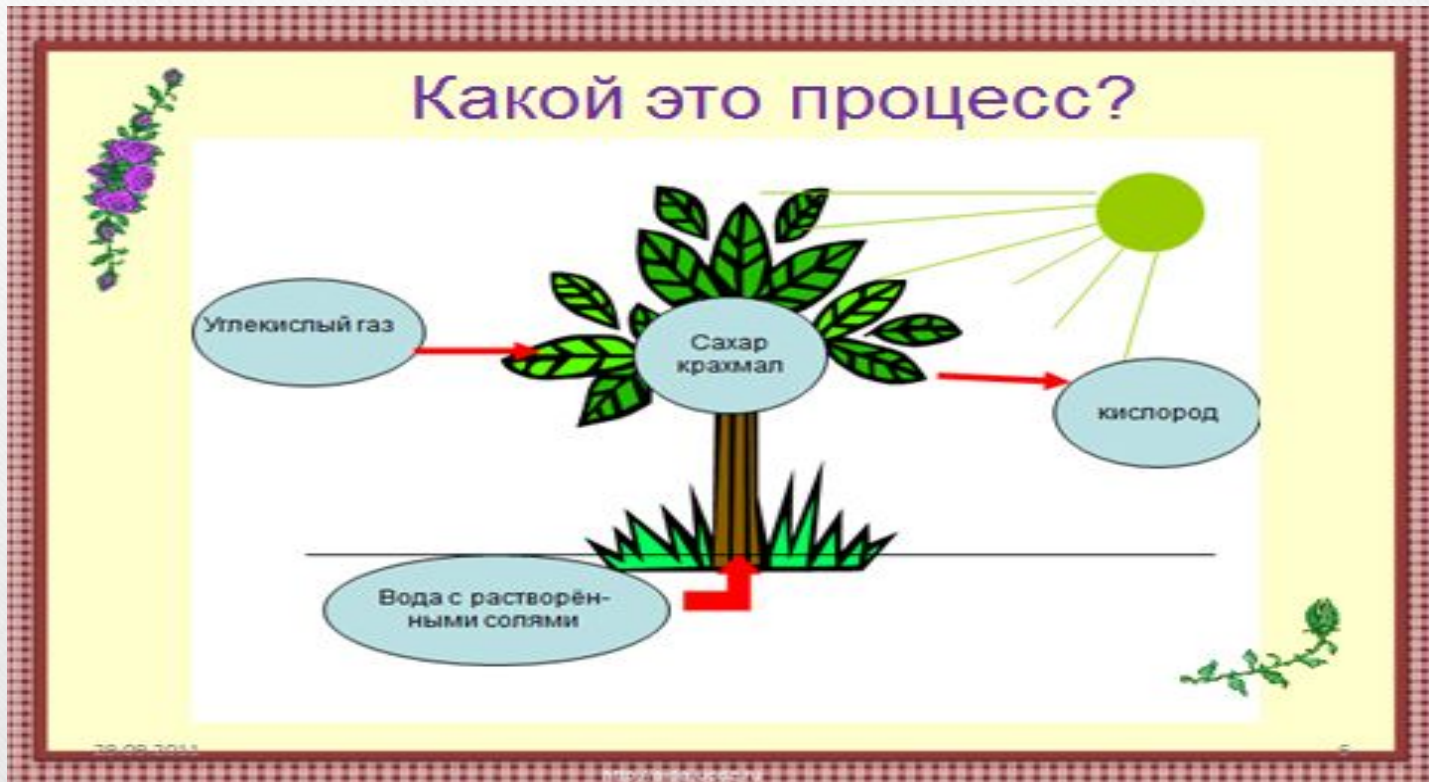 Какой это процесс?
Углекислый газ
Сахар
крахмал
кислород
Вода с растворён-
ными солями